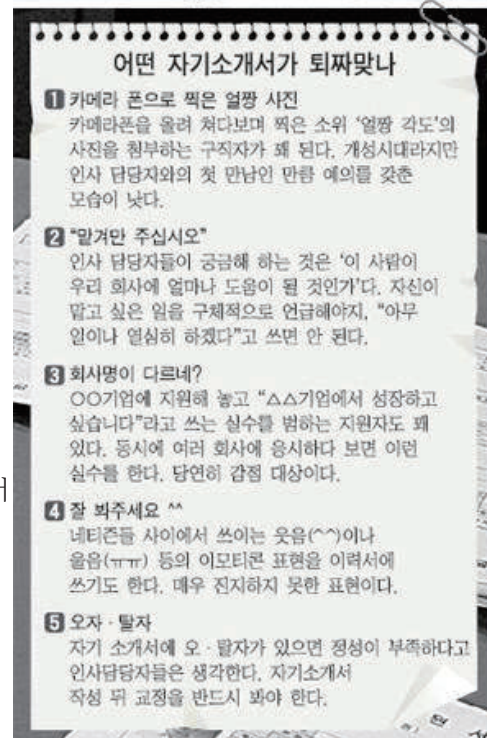 어떤 자기소개서가 퇴짜맞나
1 카메라 폰으로 찍은 얼짱 사진
카메라폰을 올려 쳐다보며 찍은 소위 '얼짱 각도'의
사진을 첨부하는 구직자가 꽤 된다. 개성시대라지만
인사 담당자와의 첫 만남인 만큼 예의를 갖춘
모습이 낫다.
2 "맡겨만 주십시오"
인사 담당자들이 궁금해 하는 것은 '이 사람이
우리 회사에 얼마나 도움이 될 것인가'다. 자신이
맡고 싶은 일을 구체적으로 언급해야지, "아무
일이나 열심히 하겠다"고 쓰면 안 된다.
3 회사명이 다르네?
○○기업에 지원해 놓고 "△△기업에서 성장하고
싶습니다"라고 쓰는 실수를 범하는 지원자도 꽤
있다. 동시에 여러 회사에 응시하다 보면 이런
실수를 한다. 당연히 감점 대상이다.
4 잘 봐주세요 ^^
네티즌들 사이에서 쓰이는 웃음(^^)이나
울음(ㅠㅠ) 등의 이모티콘 표현을 이력서에
쓰기도 한다. 매우 진지하지 못한 표현이다.
5 오자·탈자
자기 소개서에 오·탈자가 있으면 정성이 부족하다고
인사담당자들은 생각한다. 자기소개서
작성 뒤 교정을 반드시 봐야 한다.